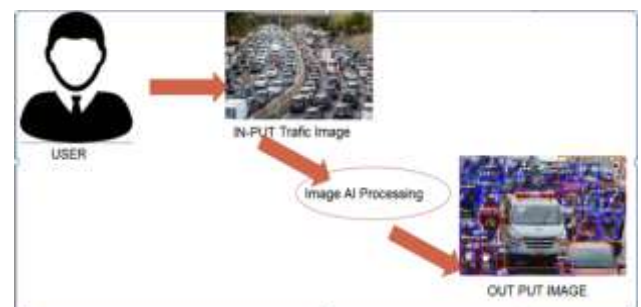 IN-PUT Trafic Image
USER
Image AI Processing
OUT PUT IMAGE